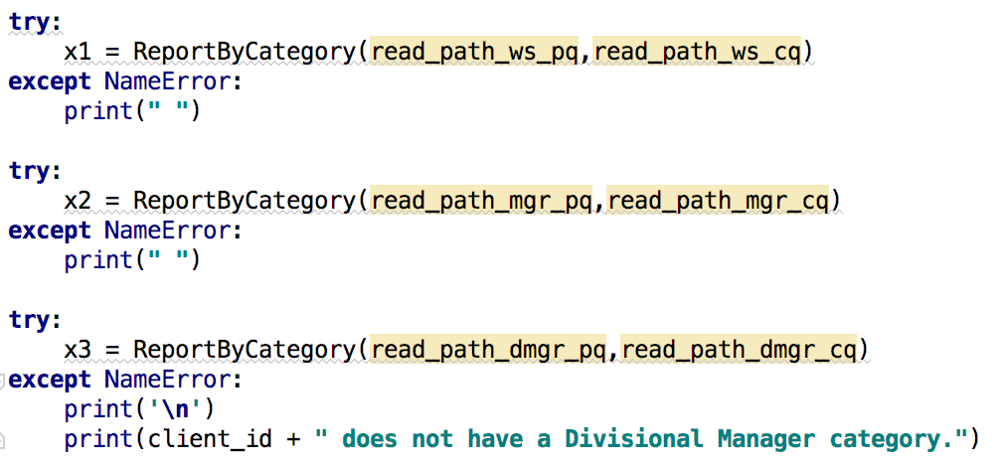 try:
    x1 = ReportByCategory(read_path_ws_pq,read_path_ws_cq)
except NameError:
    print(" ")

try:
    x2 = ReportByCategory(read_path_mgr_pq,read_path_mgr_cq)
except NameError:
    print(" ")

try:
    x3 = ReportByCategory(read_path_dmgr_pq,read_path_dmgr_cq)
except NameError:
    print('\n')
    print(client_id + " does not have a Divisional Manager category.")